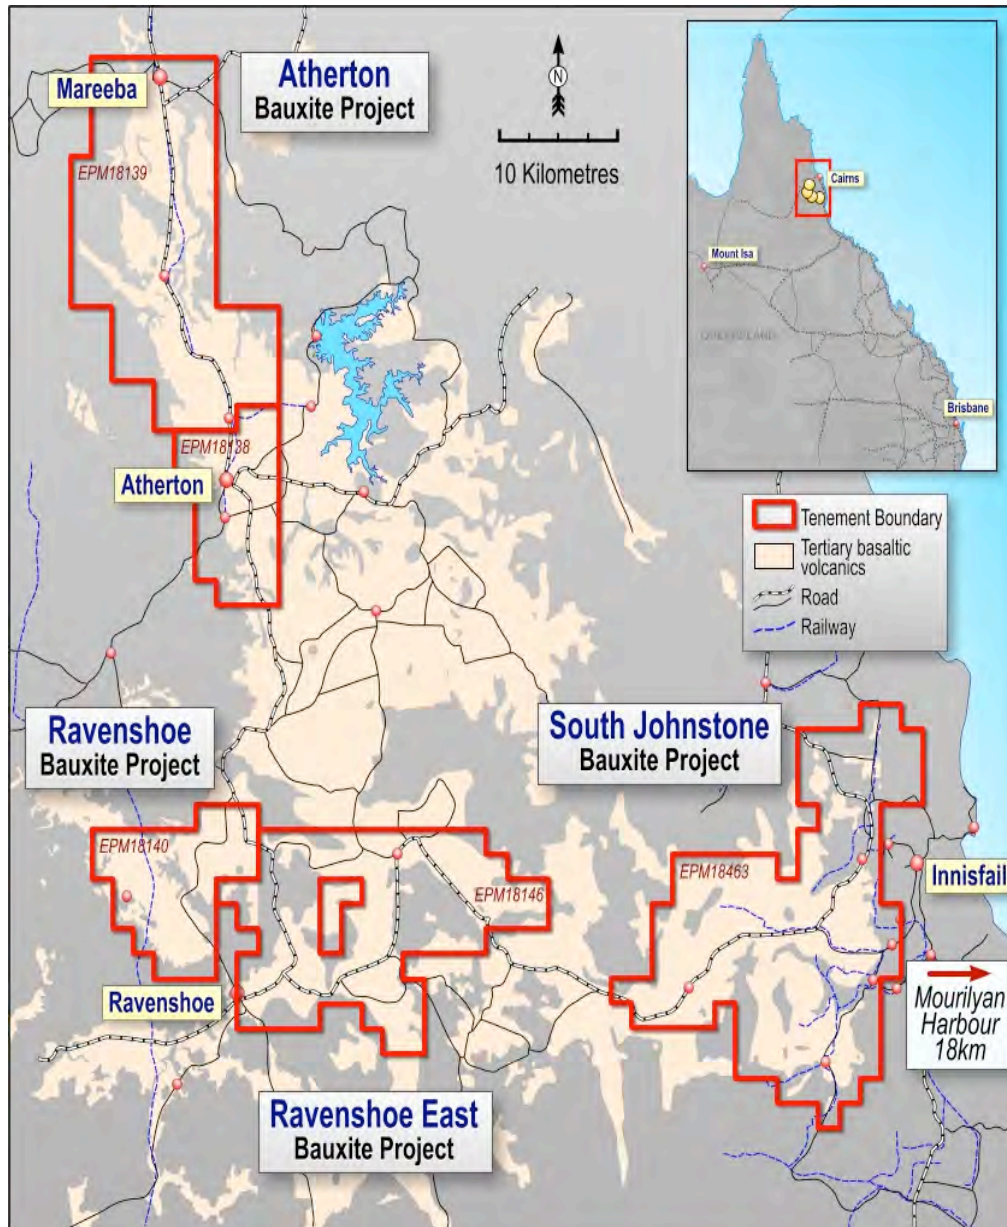 Mareeba
Atherton
Bauxite Project
N
10 Kilometres
Cairns
Mount Isa
Brisbane
EPM18139
EPM18138
Atherton
Tenement Boundary
Tertiary basaltic
volcanics
Road
Railway
Ravenshoe
Bauxite Project
South Johnstone
Bauxite Project
EPM18140
EPM18146
EPM18463
Innisfail
Ravenshoe
Mourilyan
Harbour
18km
Ravenshoe East
Bauxite Project